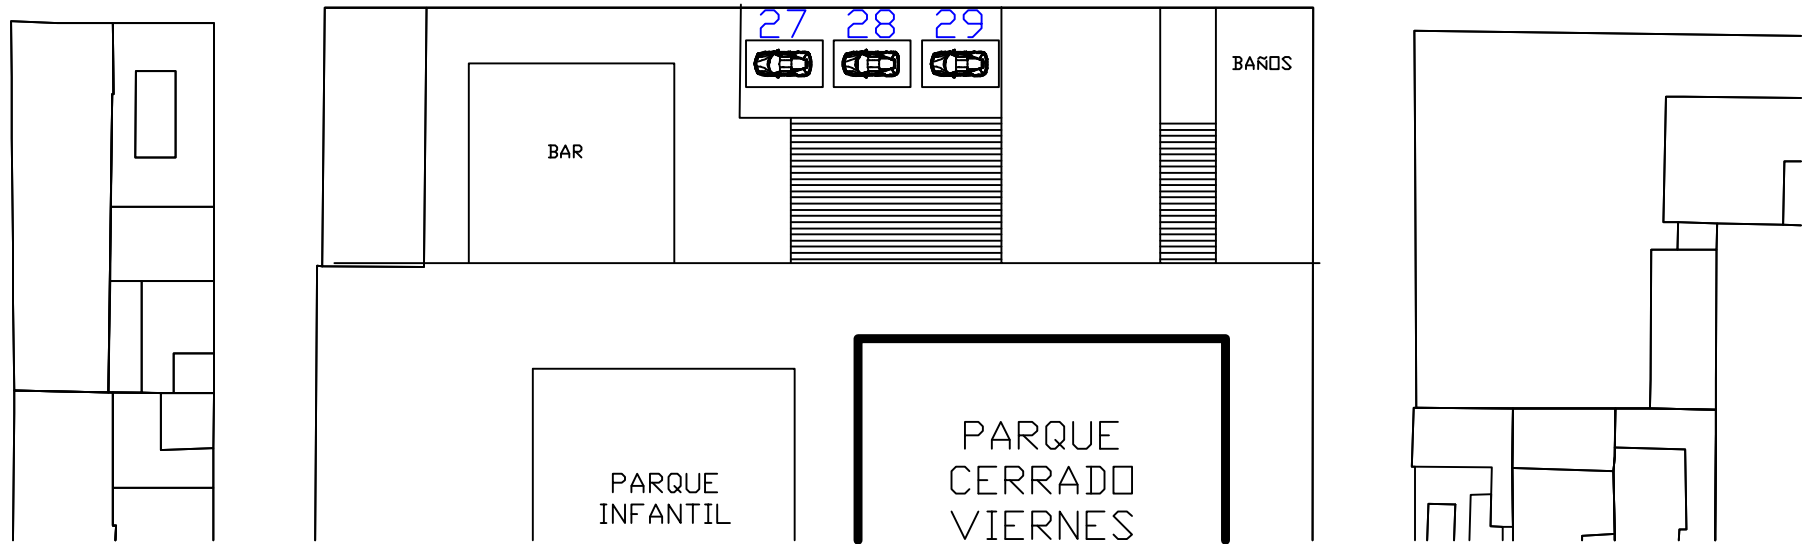 27 28 29
BAÑOS
BAR
PARQUE
CERRADO
VIERNES
PARQUE
INFANTIL